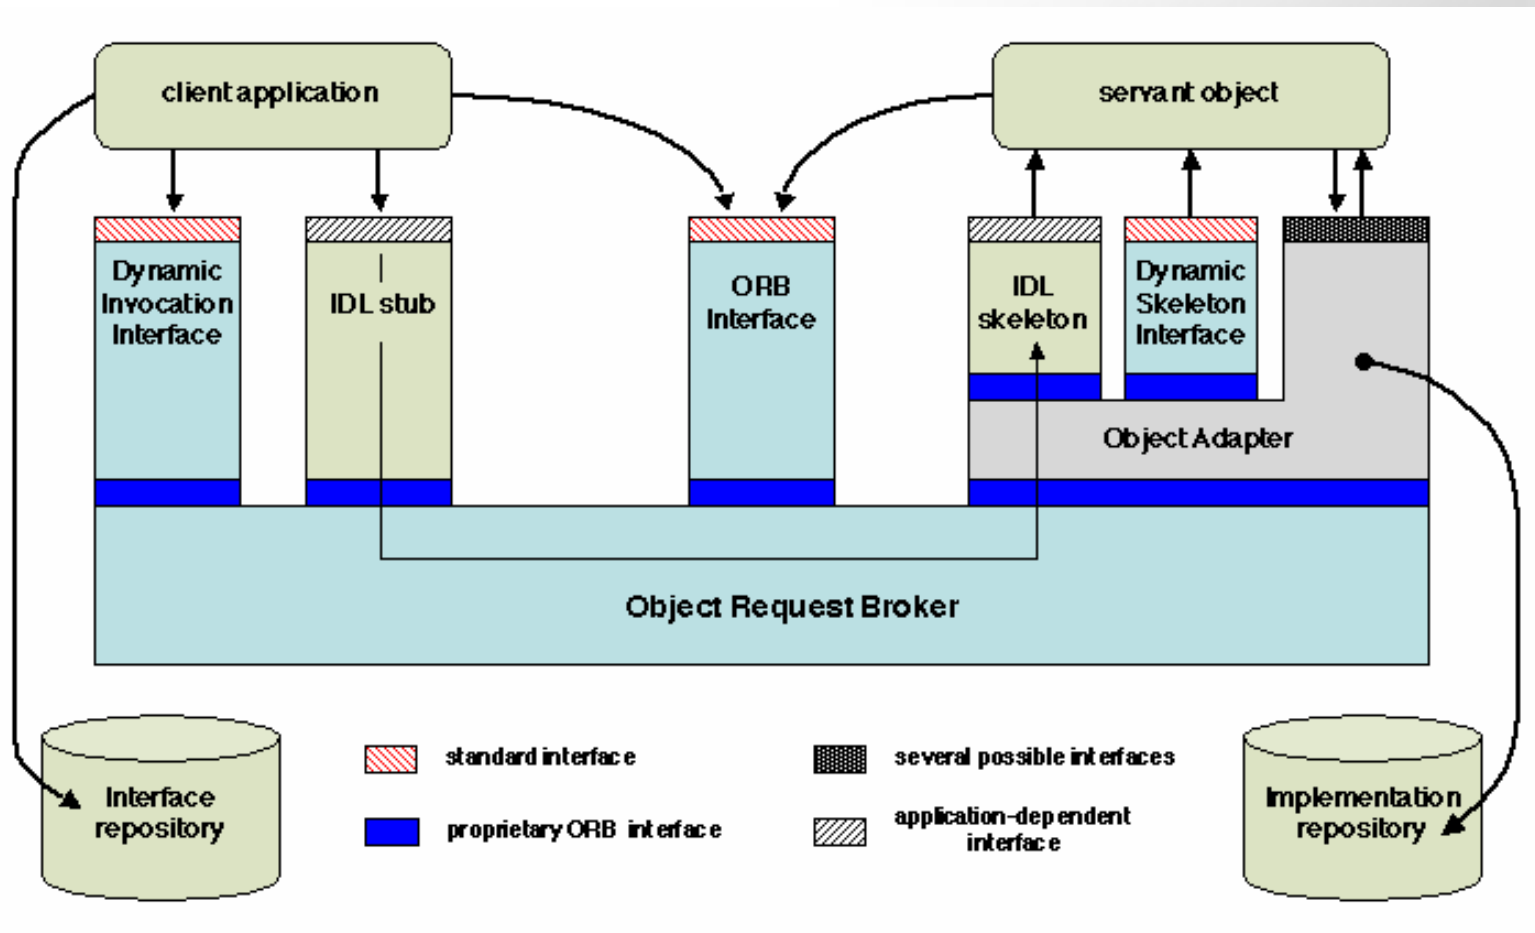 client application
servant object
Dynamic
Invocation
Interface
IDL stub
ORB
Interface
IDL
skeleton
Dynamic
Skeleton
Interface
Object Adapter
Object Request Broker
Interface
repository
standard interface
proprietary ORB interface
several possible interfaces
application-dependent
interface
Implementation
repository